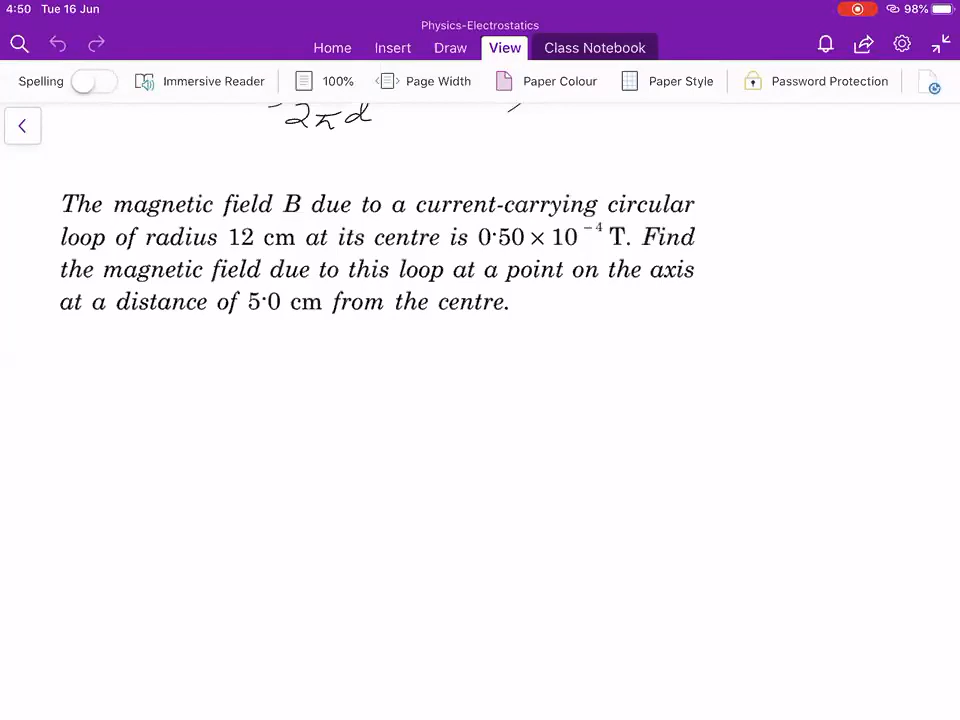 4:50 Tue 16 Jun 98%
Physics-Electrostatics
Home Insert Draw View Class Notebook
Spelling Immersive Reader 100% Page Width Paper Colour Paper Style Password Protection
2πd
The magnetic field B due to a current-carrying circular
loop of radius 12 cm at its centre is 0·50 × 10⁻⁴ T. Find
the magnetic field due to this loop at a point on the axis
at a distance of 5·0 cm from the centre.